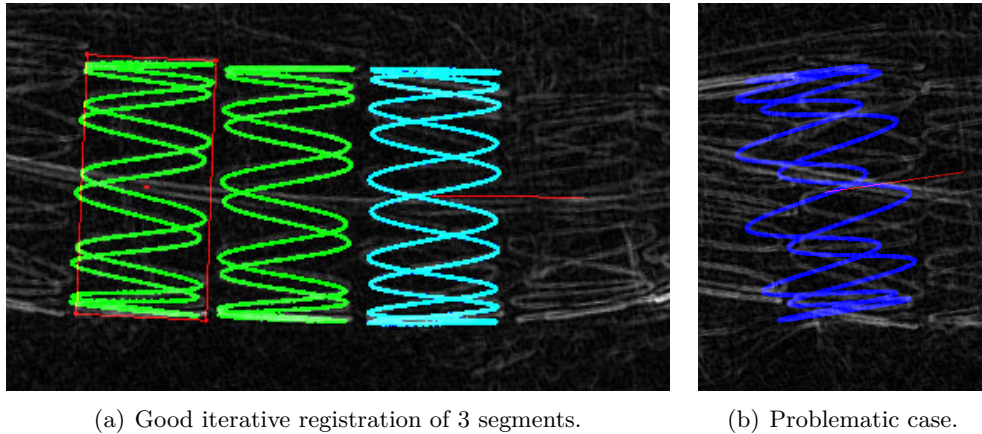 (a) Good iterative registration of 3 segments.
(b) Problematic case.